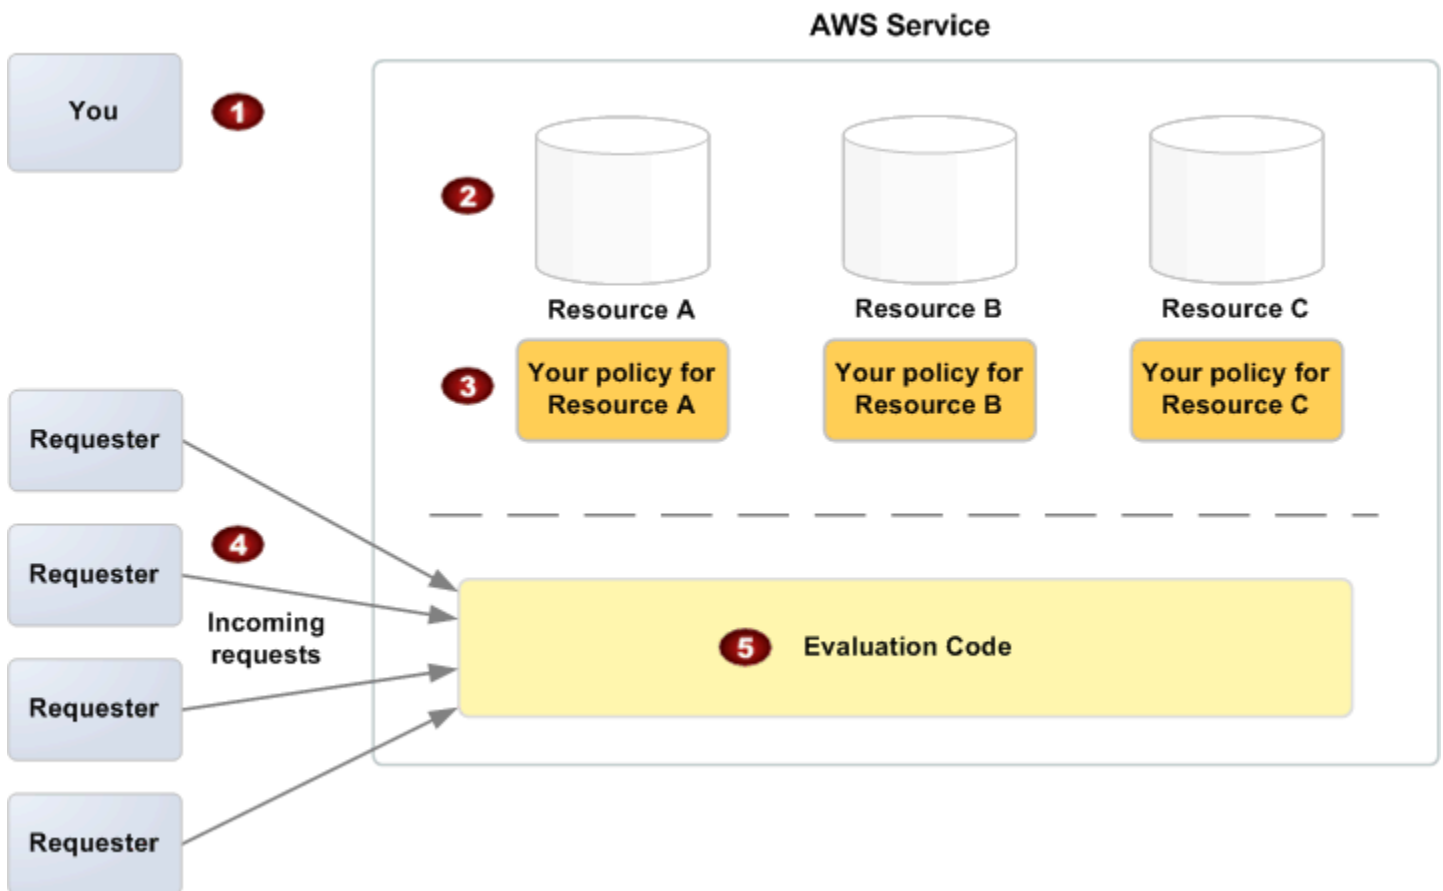 AWS Service
You
1
2
Resource A
Resource B
Resource C
3
Your policy for
Resource A
Your policy for
Resource B
Your policy for
Resource C
Requester
4
Requester
Incoming
requests
5
Evaluation Code
Requester
Requester